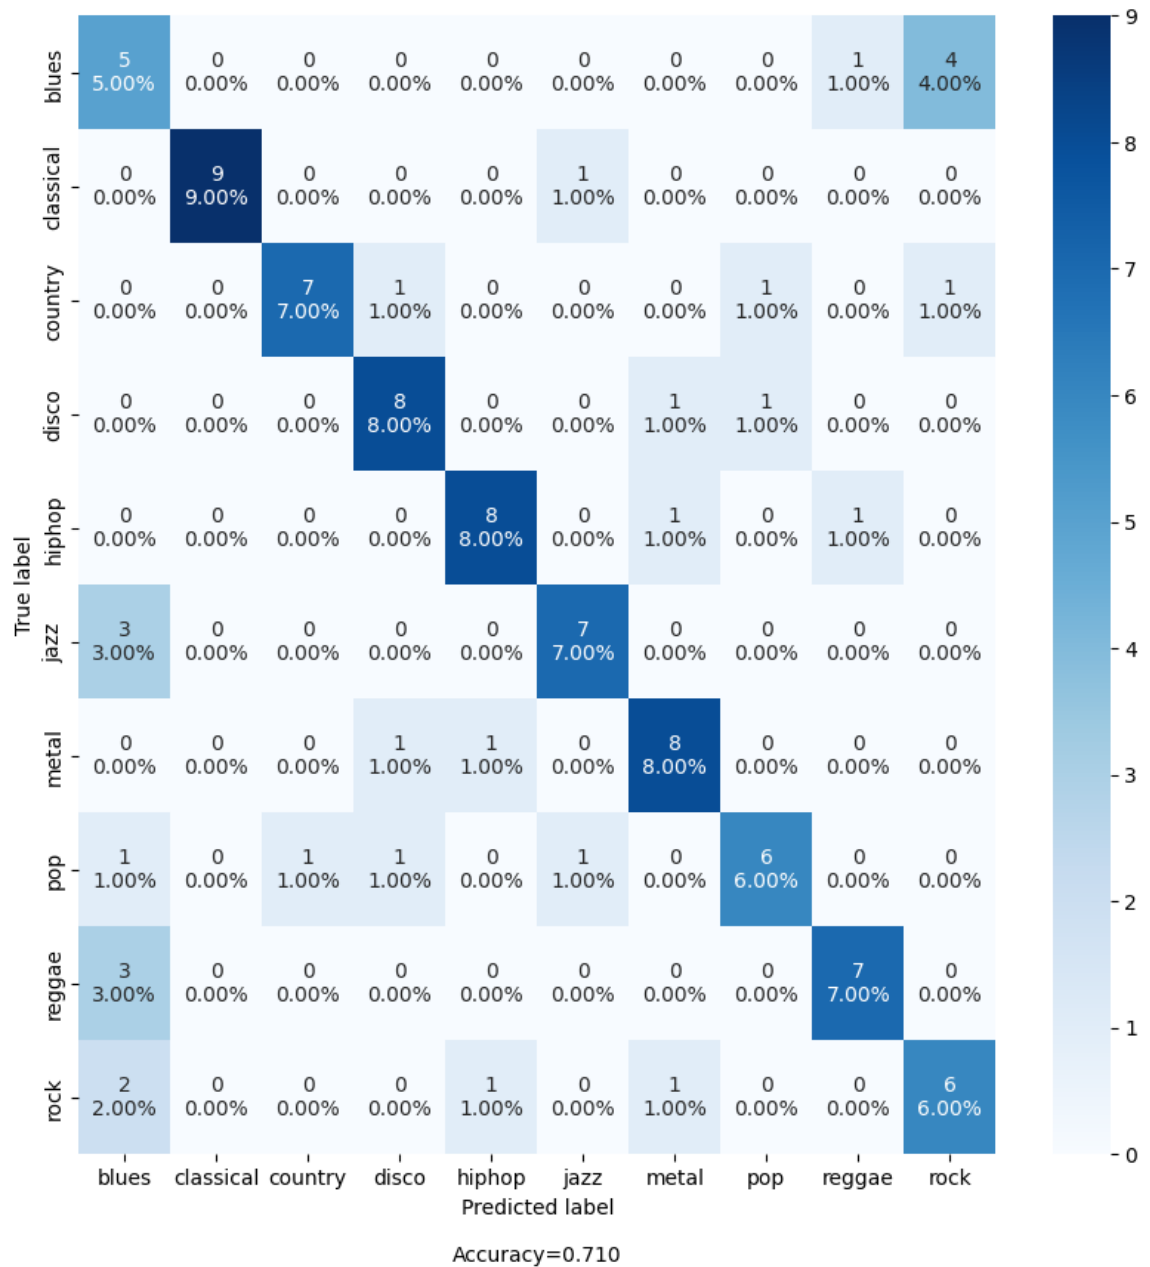 blues 5 0 0 0 0 0 0 0 1 4
5.00% 0.00% 0.00% 0.00% 0.00% 0.00% 0.00% 0.00% 1.00% 4.00%
classical 0 9 0 0 0 1 0 0 0 0
0.00% 9.00% 0.00% 0.00% 0.00% 1.00% 0.00% 0.00% 0.00% 0.00%
country 0 0 7 1 0 0 0 1 0 1
0.00% 0.00% 7.00% 1.00% 0.00% 0.00% 0.00% 1.00% 0.00% 1.00%
disco 0 0 0 8 0 0 1 1 0 0
0.00% 0.00% 0.00% 8.00% 0.00% 0.00% 1.00% 1.00% 0.00% 0.00%
hiphop 0 0 0 0 8 0 1 0 1 0
0.00% 0.00% 0.00% 0.00% 8.00% 0.00% 1.00% 0.00% 1.00% 0.00%
True label
jazz 3 0 0 0 0 7 0 0 0 0
3.00% 0.00% 0.00% 0.00% 0.00% 7.00% 0.00% 0.00% 0.00% 0.00%
metal 0 0 0 1 1 0 8 0 0 0
0.00% 0.00% 0.00% 1.00% 1.00% 0.00% 8.00% 0.00% 0.00% 0.00%
pop 1 0 1 1 0 1 0 6 0 0
1.00% 0.00% 1.00% 1.00% 0.00% 1.00% 0.00% 6.00% 0.00% 0.00%
reggae 3 0 0 0 0 0 0 0 7 0
3.00% 0.00% 0.00% 0.00% 0.00% 0.00% 0.00% 0.00% 7.00% 0.00%
rock 2 0 0 0 1 0 1 0 0 6
2.00% 0.00% 0.00% 0.00% 1.00% 0.00% 1.00% 0.00% 0.00% 6.00%
blues classical country disco hiphop jazz metal pop reggae rock
Predicted label
Accuracy=0.710
9
8
7
6
5
4
3
2
1
0